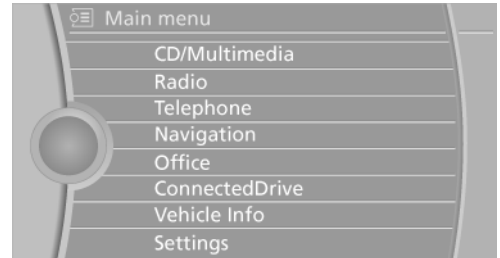 Main menu
CD/Multimedia
Radio
Telephone
Navigation
Office
ConnectedDrive
Vehicle Info
Settings